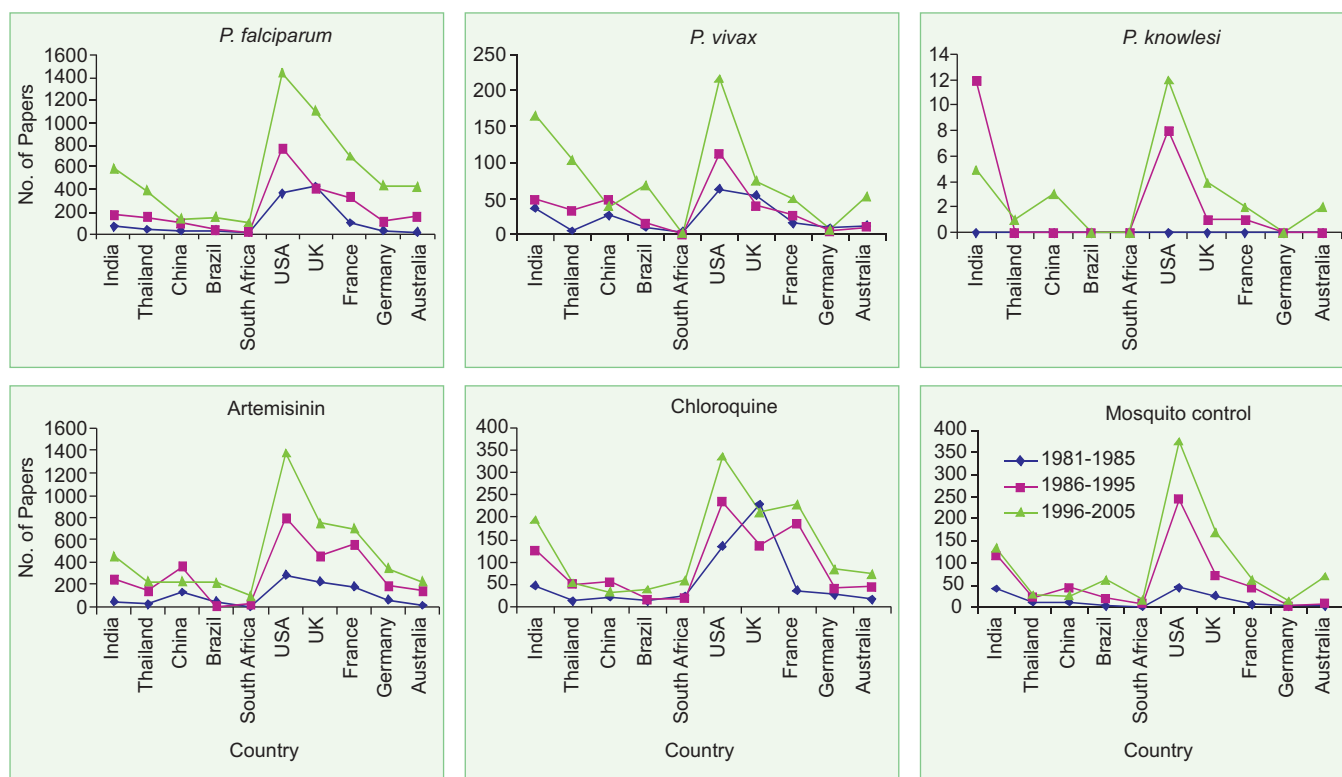 P. falciparum
1600
1400
1200
1000
800
600
400
200
0
No. of Papers
India
Thailand
China
Brazil
South Africa
USA
UK
France
Germany
Australia
P. vivax
250
200
150
100
50
0
India
Thailand
China
Brazil
South Africa
USA
UK
France
Germany
Australia
P. knowlesi
14
12
10
8
6
4
2
0
India
Thailand
China
Brazil
South Africa
USA
UK
France
Germany
Australia
Artemisinin
1600
1400
1200
1000
800
600
400
200
0
No. of Papers
India
Thailand
China
Brazil
South Africa
USA
UK
France
Germany
Australia
Country
Chloroquine
400
350
300
250
200
150
100
50
0
India
Thailand
China
Brazil
South Africa
USA
UK
France
Germany
Australia
Country
Mosquito control
400
350
300
250
200
150
100
50
0
1981-1985
1986-1995
1996-2005
India
Thailand
China
Brazil
South Africa
USA
UK
France
Germany
Australia
Country